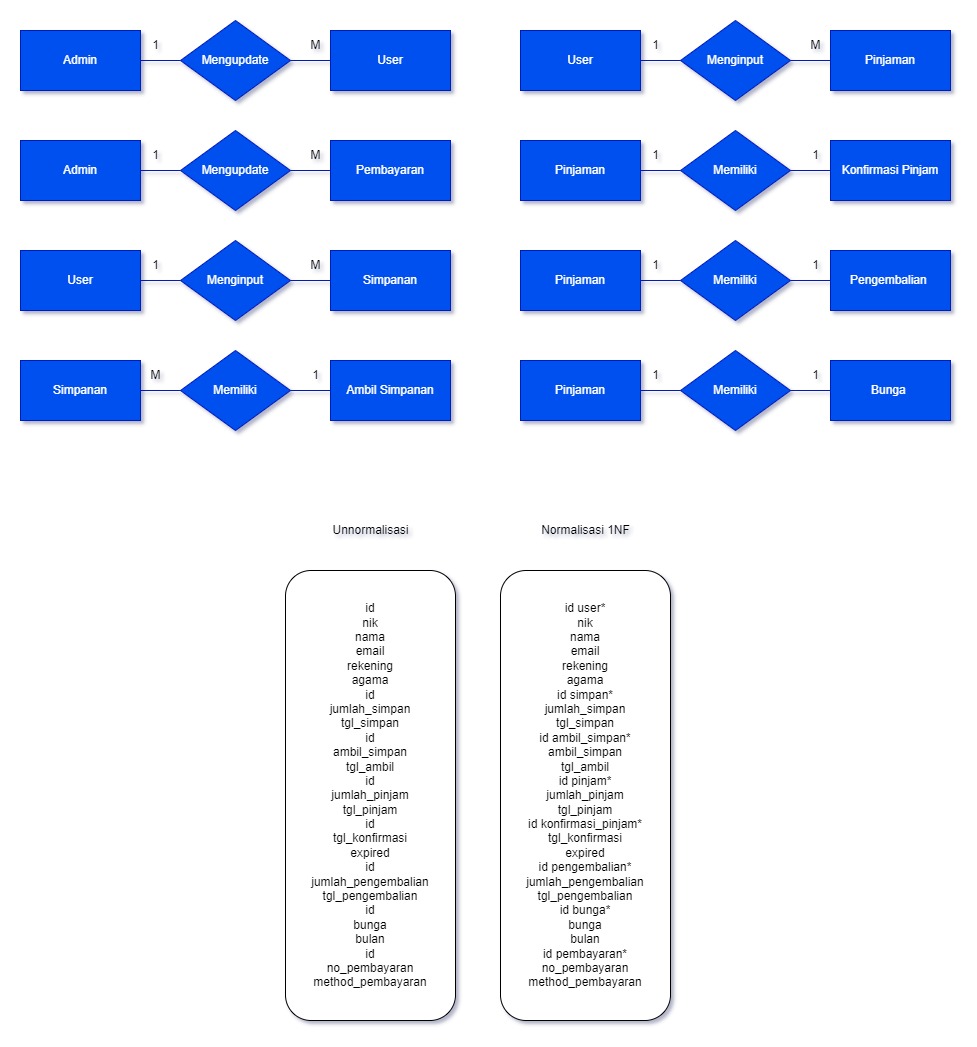 1
M
Admin
Mengupdate
User
1
M
User
Menginput
Pinjaman
1
M
Admin
Mengupdate
Pembayaran
1
1
Pinjaman
Memiliki
Konfirmasi Pinjam
1
M
User
Menginput
Simpanan
1
1
Pinjaman
Memiliki
Pengembalian
M
1
Simpanan
Memiliki
Ambil Simpanan
1
1
Pinjaman
Memiliki
Bunga
Unnormalisasi
id
nik
nama
email
rekening
agama
id
jumlah_simpan
tgl_simpan
id
ambil_simpan
tgl_ambil
id
jumlah_pinjam
tgl_pinjam
id
tgl_konfirmasi
expired
id
jumlah_pengembalian
tgl_pengembalian
id
bunga
bulan
id
no_pembayaran
method_pembayaran
Normalisasi 1NF
id user*
nik
nama
email
rekening
agama
id simpan*
jumlah_simpan
tgl_simpan
id ambil_simpan*
ambil_simpan
tgl_ambil
id pinjam*
jumlah_pinjam
tgl_pinjam
id konfirmasi_pinjam*
tgl_konfirmasi
expired
id pengembalian*
jumlah_pengembalian
tgl_pengembalian
id bunga*
bunga
bulan
id pembayaran*
no_pembayaran
method_pembayaran